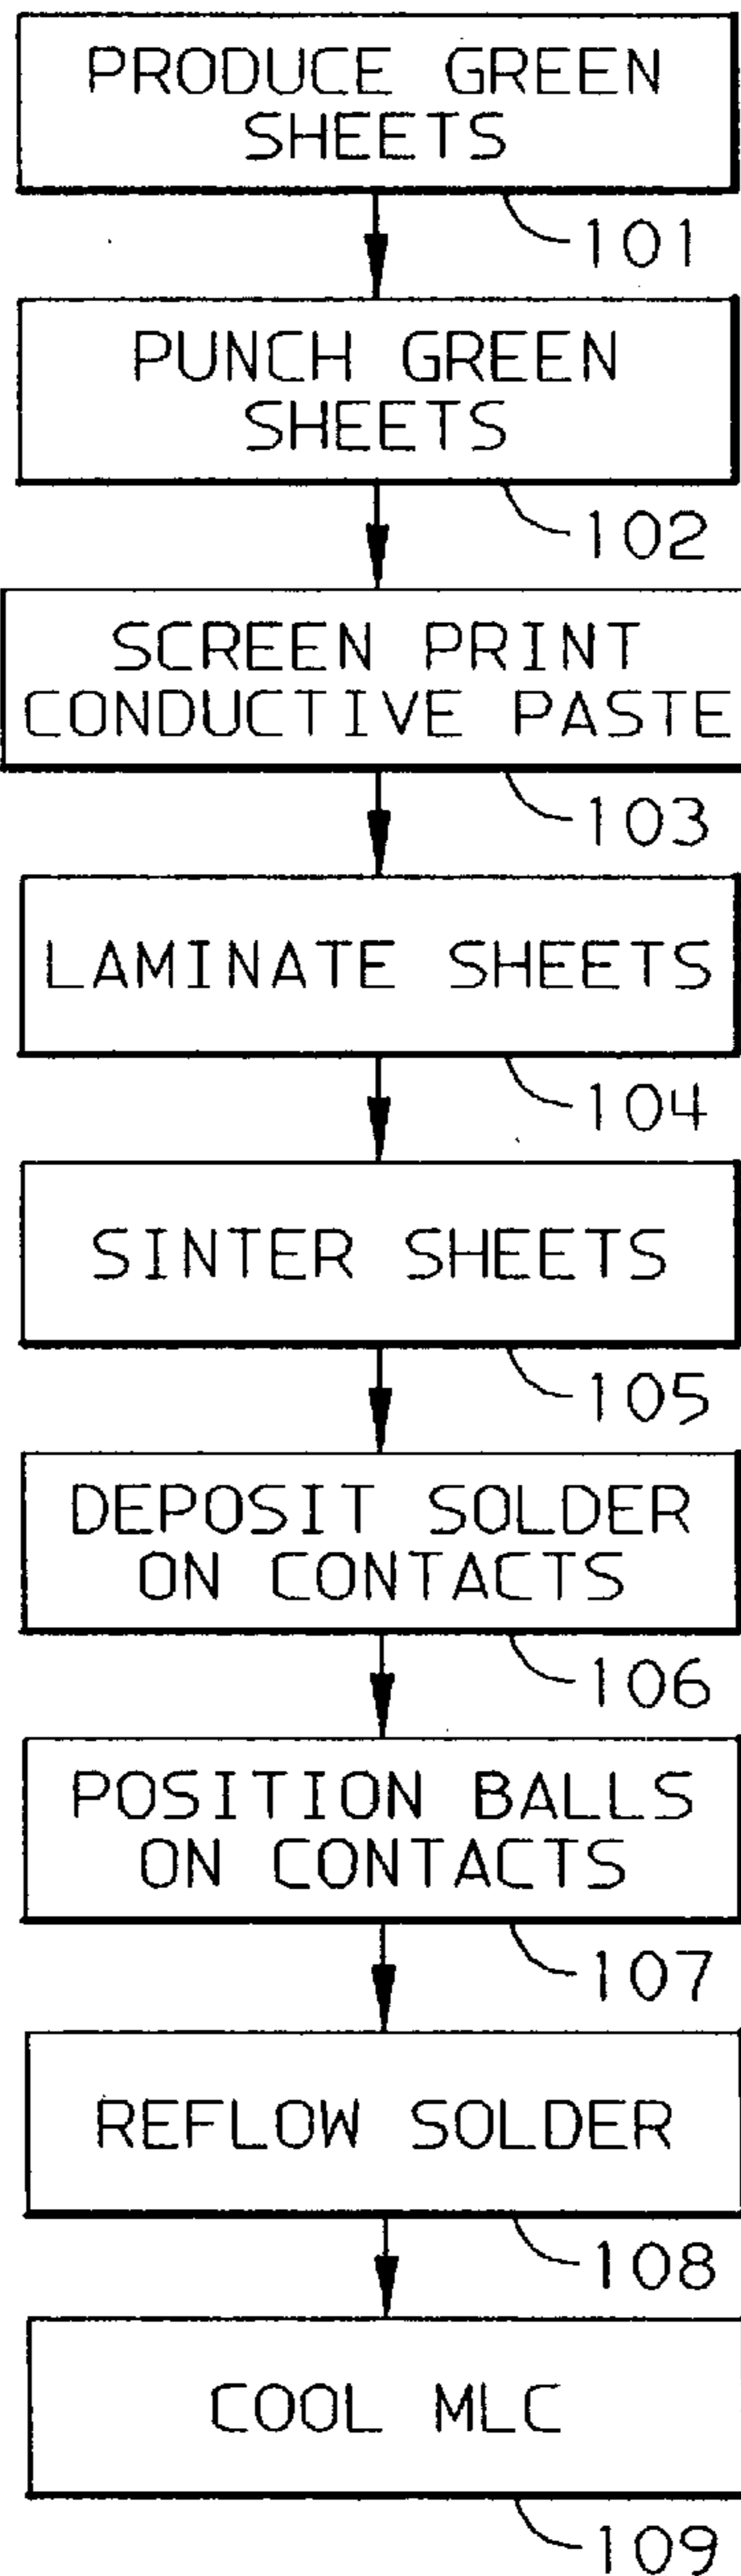 PRODUCE GREEN
SHEETS
101
PUNCH GREEN
SHEETS
102
SCREEN PRINT
CONDUCTIVE PASTE
103
LAMINATE SHEETS
104
SINTER SHEETS
105
DEPOSIT SOLDER
ON CONTACTS
106
POSITION BALLS
ON CONTACTS
107
REFLOW SOLDER
108
COOL MLC
109